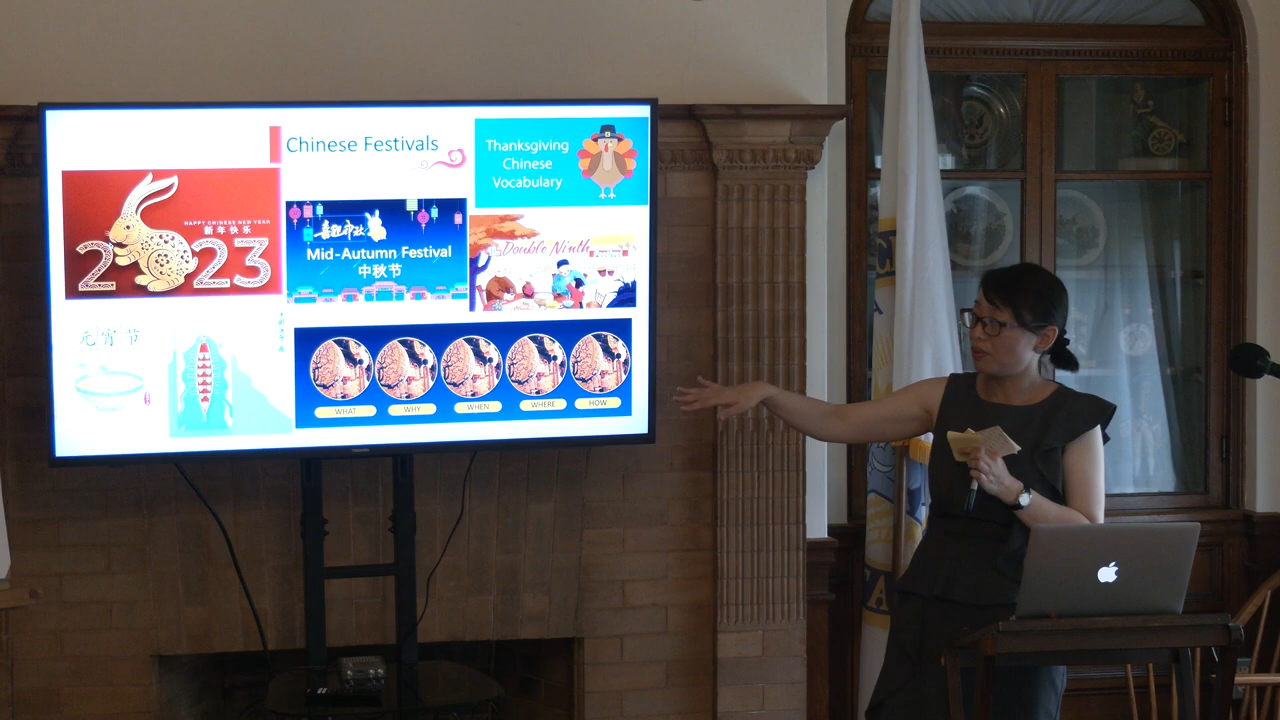 Chinese Festivals
Thanksgiving
Chinese
Vocabulary
HAPPY CHINESE NEW YEAR
新年快乐
2023
Mid-Autumn Festival
中秋节
Double Ninth
元宵节
WHAT
WHY
WHEN
WHERE
HOW